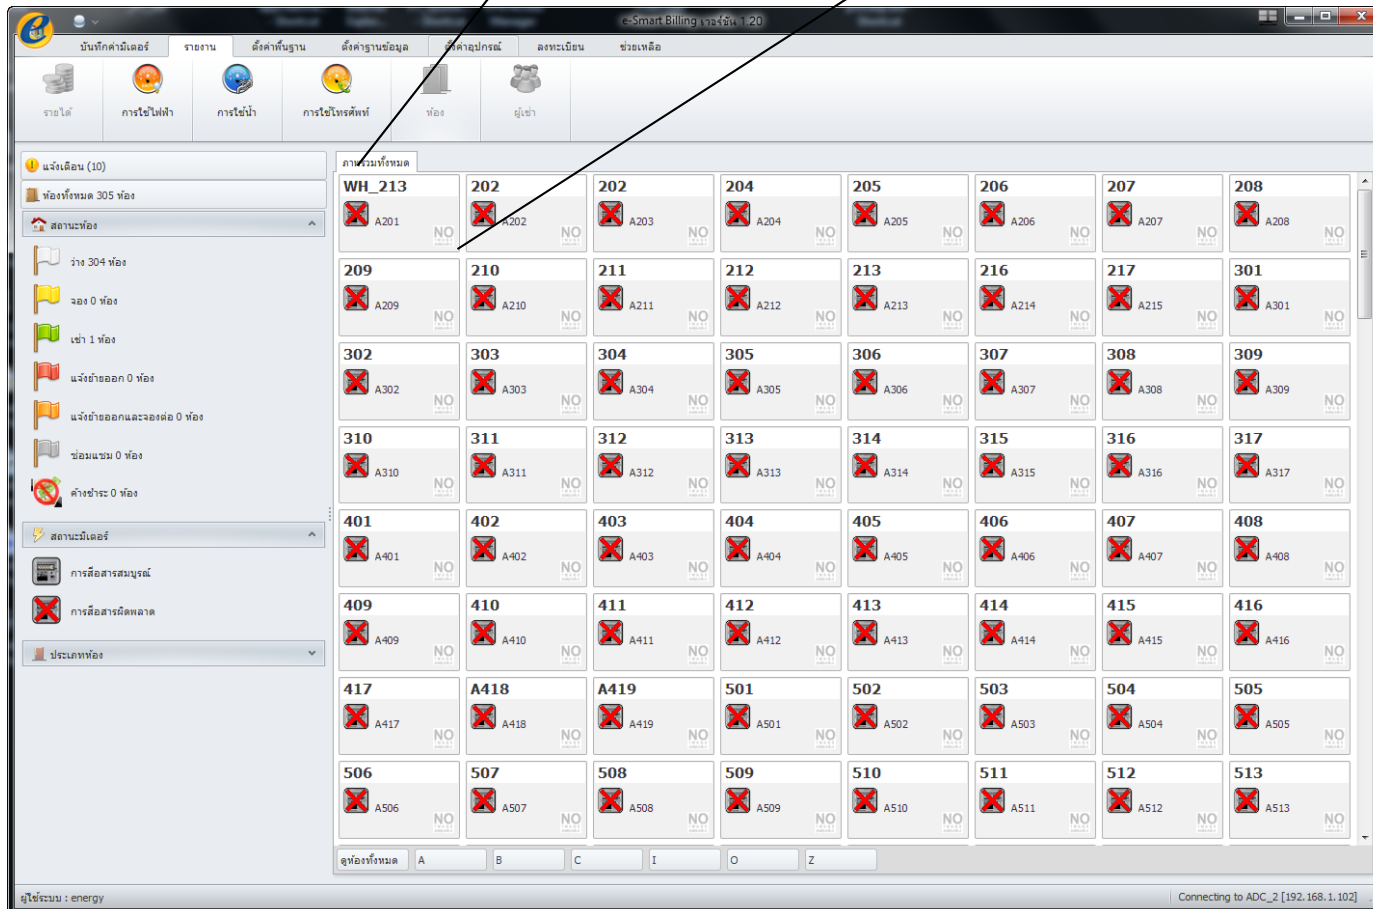 e-Smart Billing เวอร์ชัน 1.20
บันทึกค่ามิเตอร์ รายงาน ตั้งค่าพื้นฐาน ตั้งค่าฐานข้อมูล ตั้งค่าอุปกรณ์ ลงทะเบียน ช่วยเหลือ
รายได้ การใช้ไฟฟ้า การใช้น้ำ การใช้โทรศัพท์ ห้อง ผู้เช่า
แจ้งเตือน (10)
ห้องทั้งหมด 305 ห้อง
สถานะห้อง
ว่าง 304 ห้อง
จอง 0 ห้อง
เช่า 1 ห้อง
แจ้งย้ายออก 0 ห้อง
แจ้งย้ายออกและจองต่อ 0 ห้อง
ซ่อมแซม 0 ห้อง
ค้างชำระ 0 ห้อง
สถานะมิเตอร์
การสื่อสารสมบูรณ์
การสื่อสารผิดพลาด
ประเภทห้อง
ภาพรวมทั้งหมด
WH_213 202 202 204 205 206 207 208
A201 A202 A203 A204 A205 A206 A207 A208
NO NO NO NO NO NO NO NO
209 210 211 212 213 216 217 301
A209 A210 A211 A212 A213 A214 A215 A301
NO NO NO NO NO NO NO NO
302 303 304 305 306 307 308 309
A302 A303 A304 A305 A306 A307 A308 A309
NO NO NO NO NO NO NO NO
310 311 312 313 314 315 316 317
A310 A311 A312 A313 A314 A315 A316 A317
NO NO NO NO NO NO NO NO
401 402 403 404 405 406 407 408
A401 A402 A403 A404 A405 A406 A407 A408
NO NO NO NO NO NO NO NO
409 410 411 412 413 414 415 416
A409 A410 A411 A412 A413 A414 A415 A416
NO NO NO NO NO NO NO NO
417 A418 A419 501 502 503 504 505
A417 A418 A419 A501 A502 A503 A504 A505
NO NO NO NO NO NO NO NO
506 507 508 509 510 511 512 513
A506 A507 A508 A509 A510 A511 A512 A513
NO NO NO NO NO NO NO NO
ดูห้องทั้งหมด A B C I O Z
ผู้ใช้ระบบ : energy
Connecting to ADC_2 [192.168.1.102]